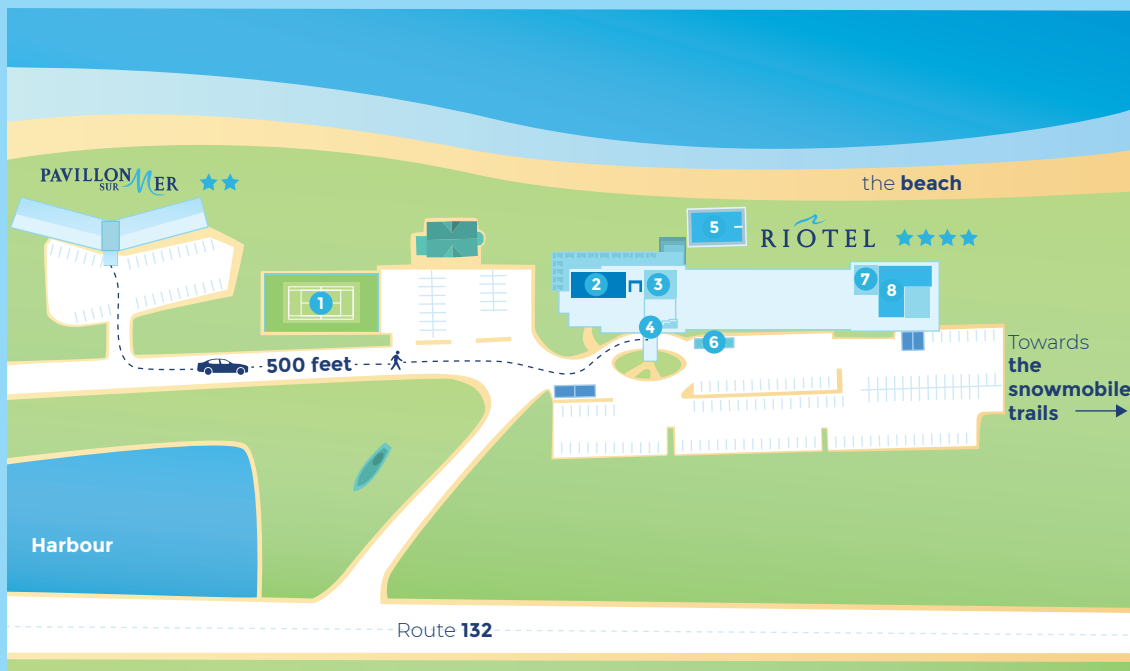 the beach
PAVILLON
SUR MER
RIOTEL
5
2
3
7
8
1
4
6
500 feet
Towards
the
snowmobile
trails
Harbour
Route 132